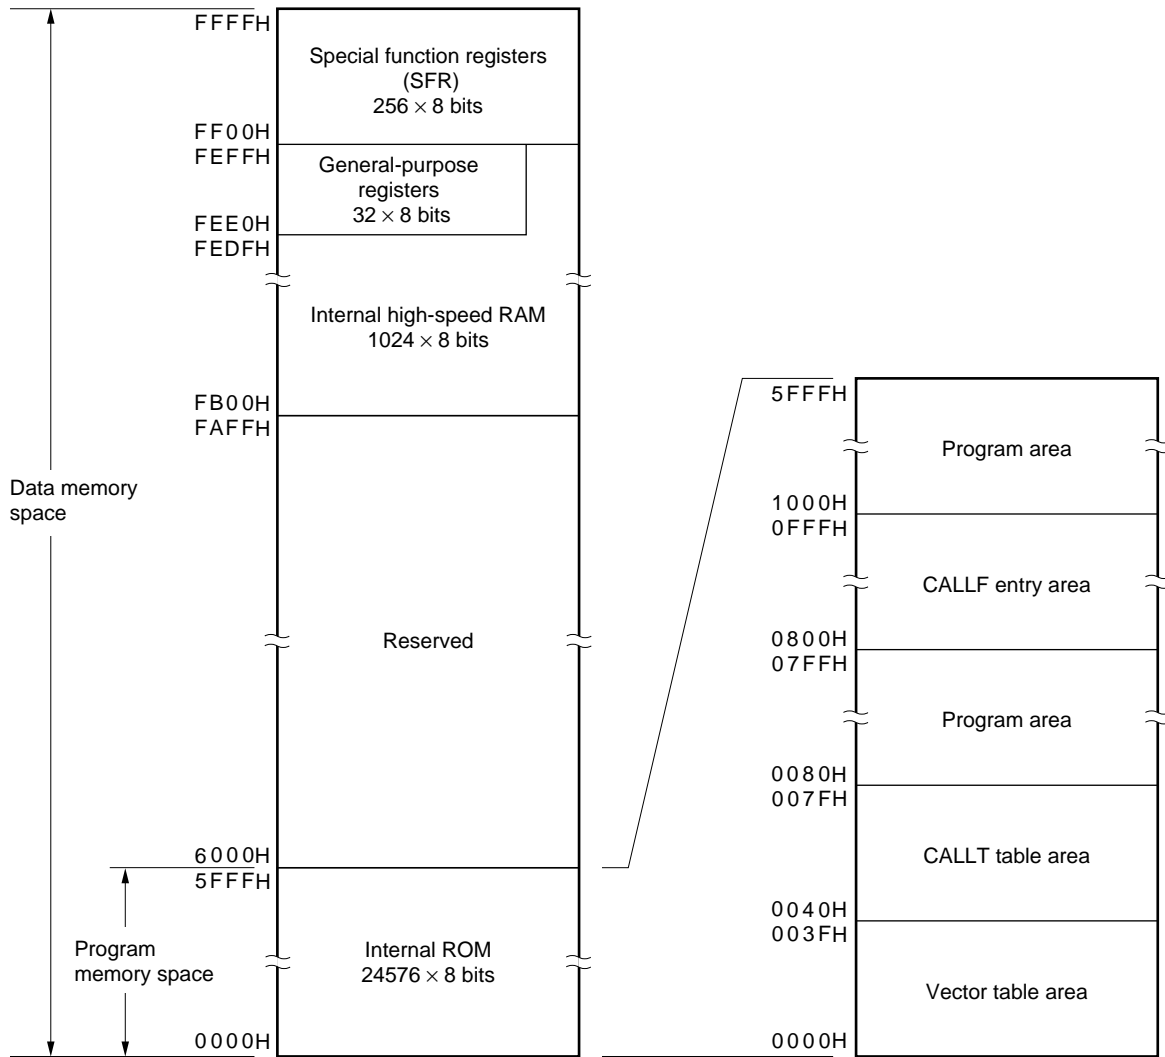 FFFFH
Special function registers
(SFR)
256 × 8 bits
FF00H
FEFFH
General-purpose
registers
32 × 8 bits
FEE0H
FEDFH
Internal high-speed RAM
1024 × 8 bits
FB00H
FAFFH
Data memory
space
Reserved
6000H
5FFFH
Program
memory space
Internal ROM
24576 × 8 bits
0000H
5FFFH
Program area
1000H
0FFFH
CALLF entry area
0800H
07FFH
Program area
0080H
007FH
CALLT table area
0040H
003FH
Vector table area
0000H